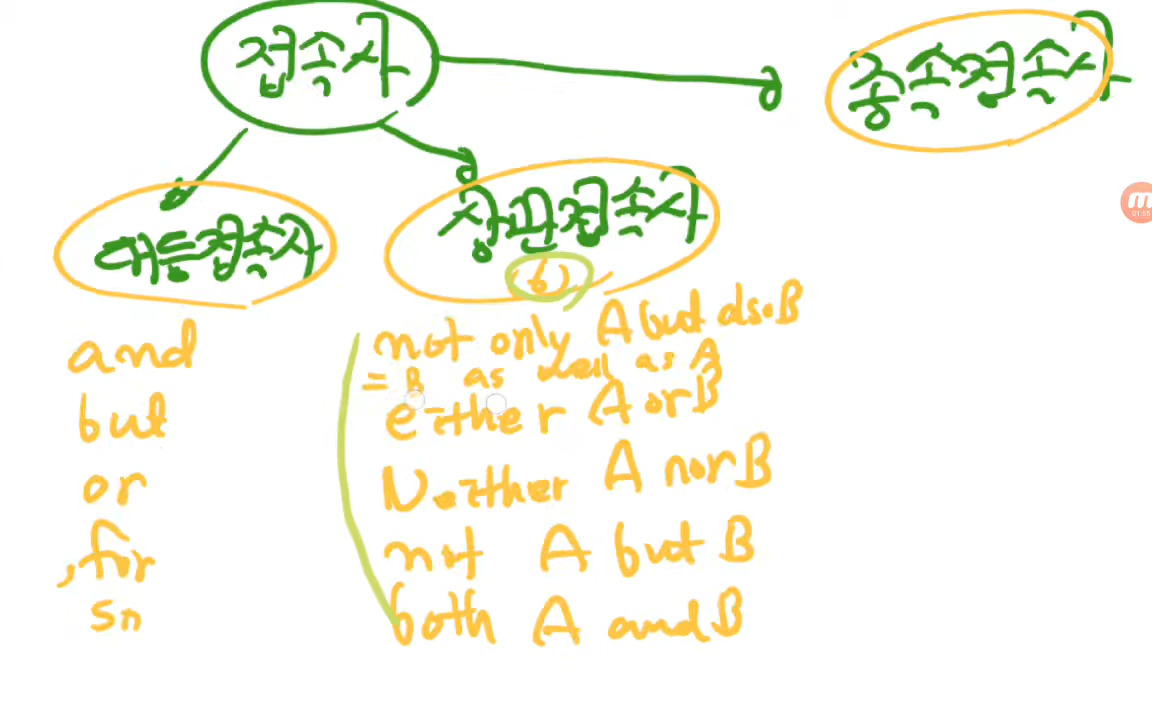 접속사
종속접속사
대등접속사
상관접속사
(6)
and
but
or
, for
so
not only A but also B
= B as well as A
either A or B
Neither A nor B
not A but B
both A and B
01:55